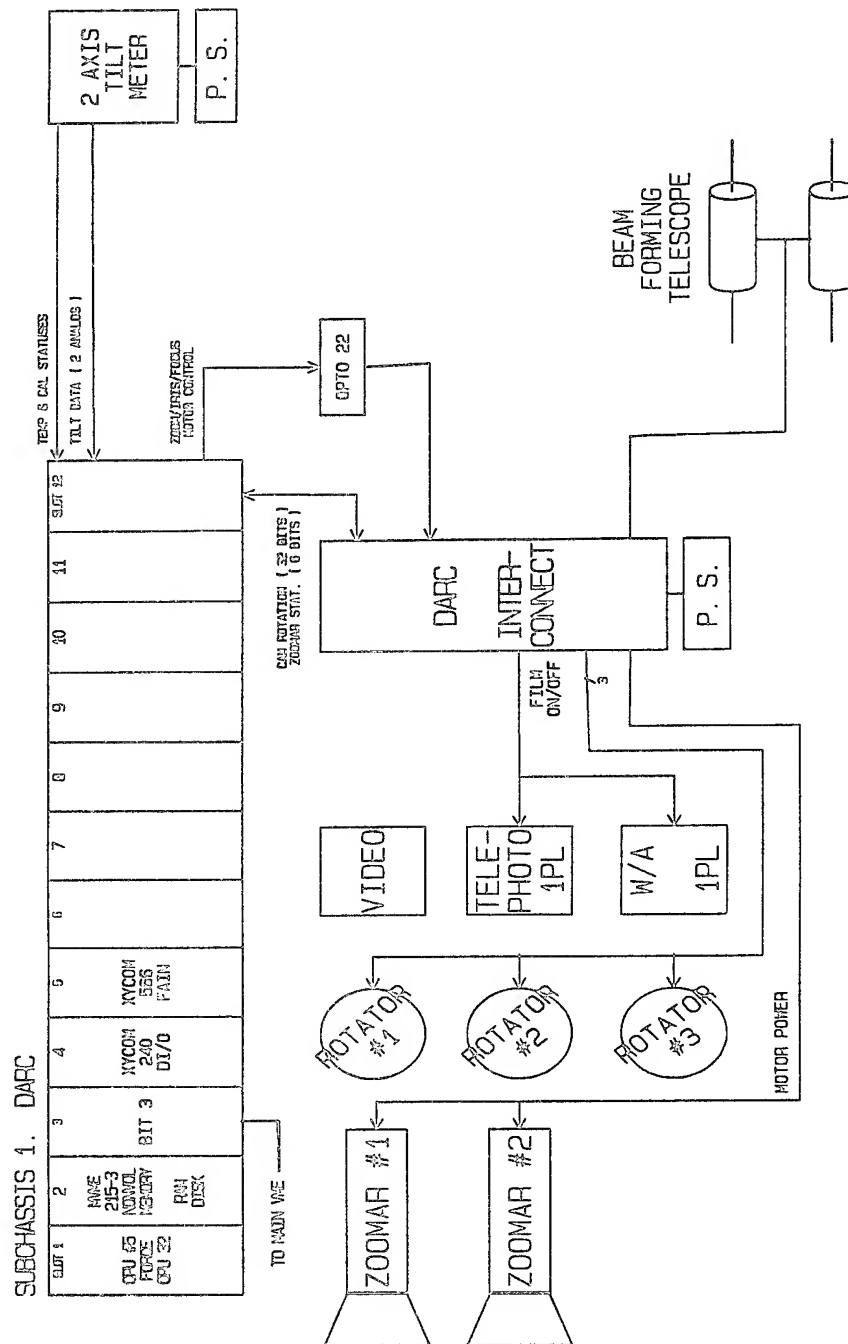 SUBCHASSIS 1. DARC
SLOT 1
CPU #5
FORCE
CPU 32
2
MVME
215-3
NONVOL
MEMORY
RAM
DISK
3
BIT 3
4
XYCOM
240
DI/O
5
XYCOM
566
FAIN
6
7
8
9
10
11
SLOT 12
TO MAIN VME
TEMP & CAL STATUSES
TILT DATA ( 2 ANALOG )
2 AXIS
TILT
METER
P. S.
ZOOM/IRIS/FOCUS
MOTOR CONTROL
OPTO 22
CAM ROTATION ( 32 BITS )
ZOOMAR STAT. ( 6 BITS )
DARC
INTER-
CONNECT
P. S.
FILM
ON/OFF
3
BEAM
FORMING
TELESCOPE
VIDEO
TELE-
PHOTO
1PL
W/A
1PL
ROTATOR
#1
ROTATOR
#2
ROTATOR
#3
MOTOR POWER
ZOOMAR #1
ZOOMAR #2